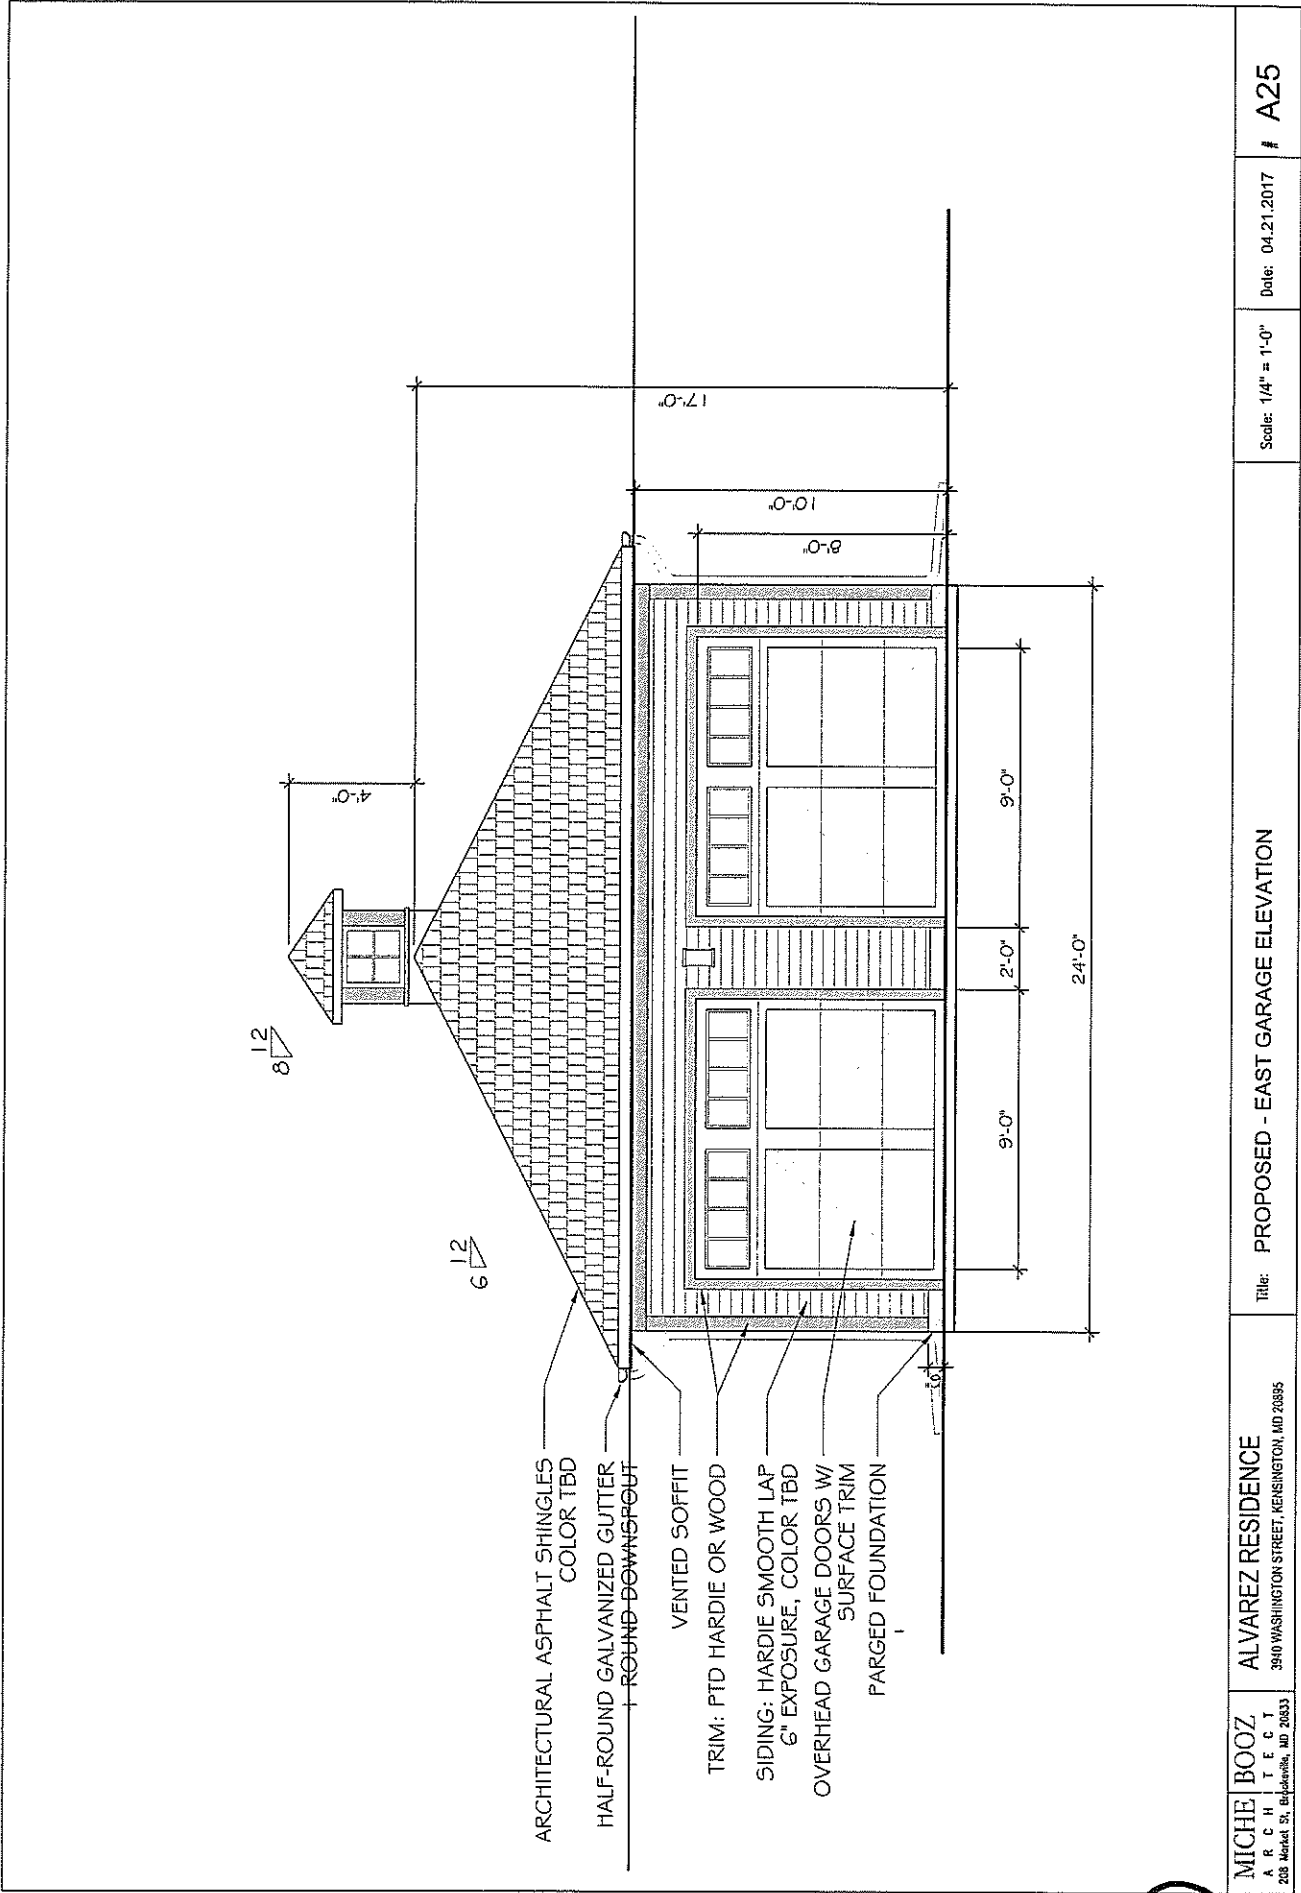 12
8
4'-0"
12
6
17'-0"
10'-0"
8'-0"
ARCHITECTURAL ASPHALT SHINGLES
COLOR TBD
HALF-ROUND GALVANIZED GUTTER
ROUND DOWNSPOUT
VENTED SOFFIT
TRIM: PTD HARDIE OR WOOD
SIDING: HARDIE SMOOTH LAP
6" EXPOSURE, COLOR TBD
OVERHEAD GARAGE DOORS W/
SURFACE TRIM
PARGED FOUNDATION
9'-0"
2'-0"
9'-0"
24'-0"
MICHE BOOZ
ARCHITECT
208 Market St, Brookeville, MD 20833
ALVAREZ RESIDENCE
3940 WASHINGTON STREET, KENSINGTON, MD 20895
Title: PROPOSED - EAST GARAGE ELEVATION
Scale: 1/4" = 1'-0"
Date: 04.21.2017
# A25